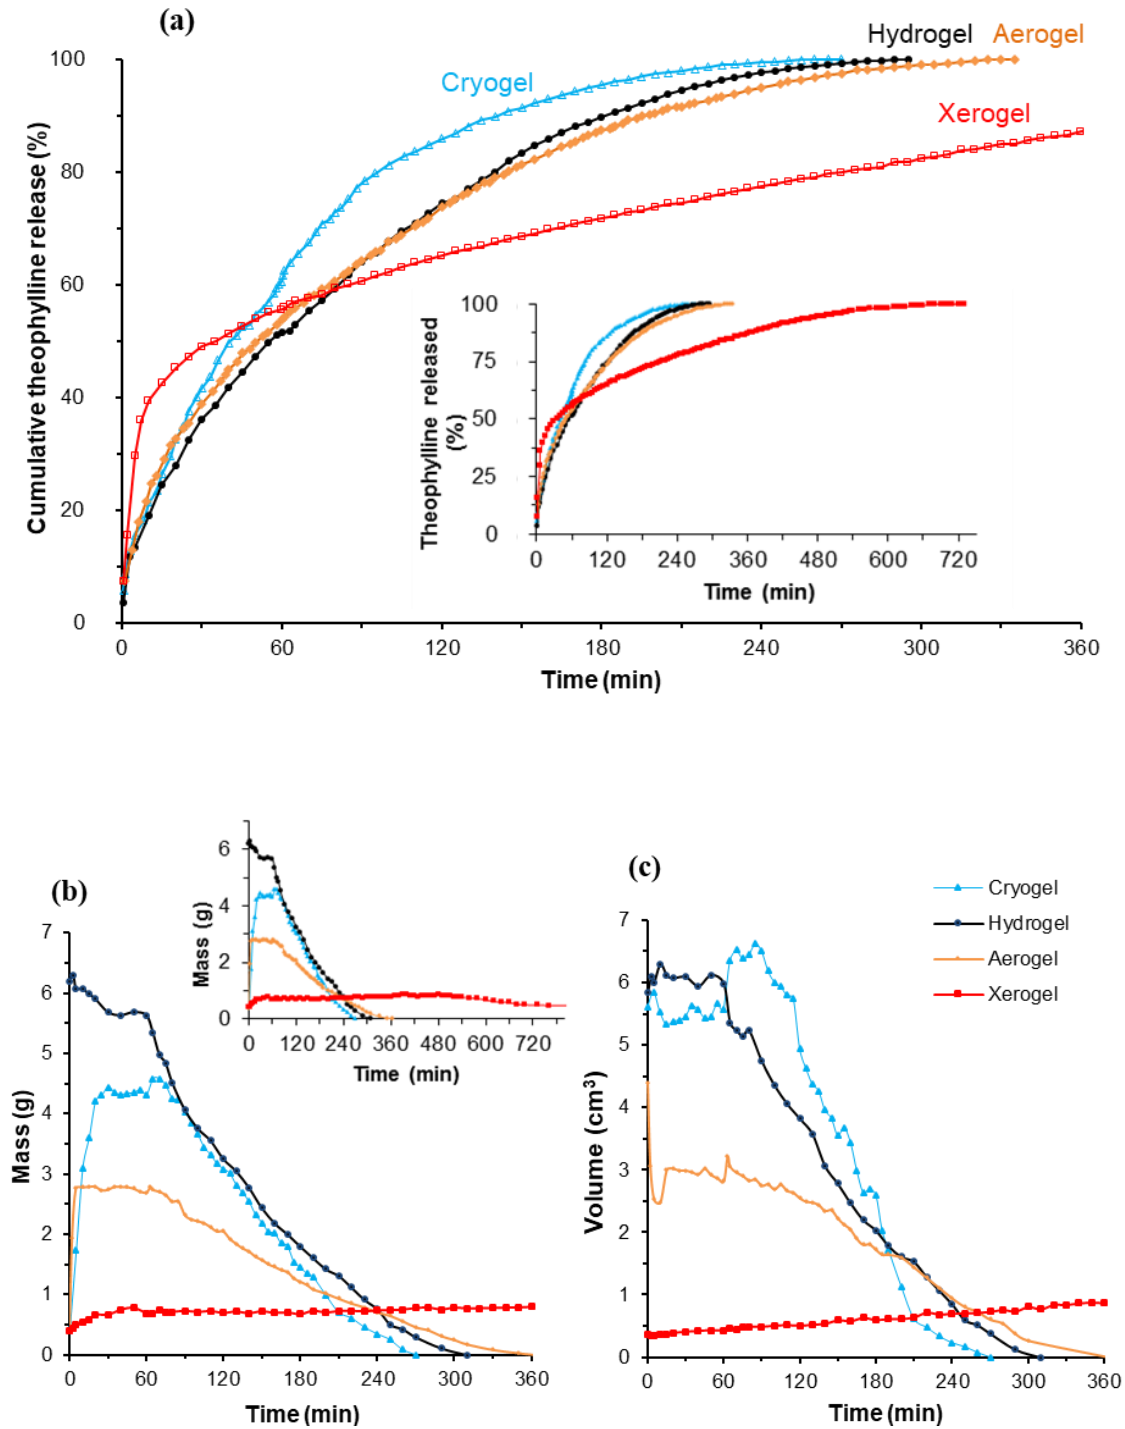 (a)
Hydrogel Aerogel
Cryogel
Xerogel
Cumulative theophylline release (%)
100
80
60
40
20
0
0 60 120 180 240 300 360
Time (min)
Theophylline released
(%)
100
75
50
25
0
0 120 240 360 480 600 720
Time (min)
(b)
Mass (g)
6
4
2
0
0 120 240 360 480 600 720
Time (min)
Mass (g)
7
6
5
4
3
2
1
0
0 60 120 180 240 300 360
Time (min)
(c)
Cryogel
Hydrogel
Aerogel
Xerogel
Volume (cm³)
7
6
5
4
3
2
1
0
0 60 120 180 240 300 360
Time (min)